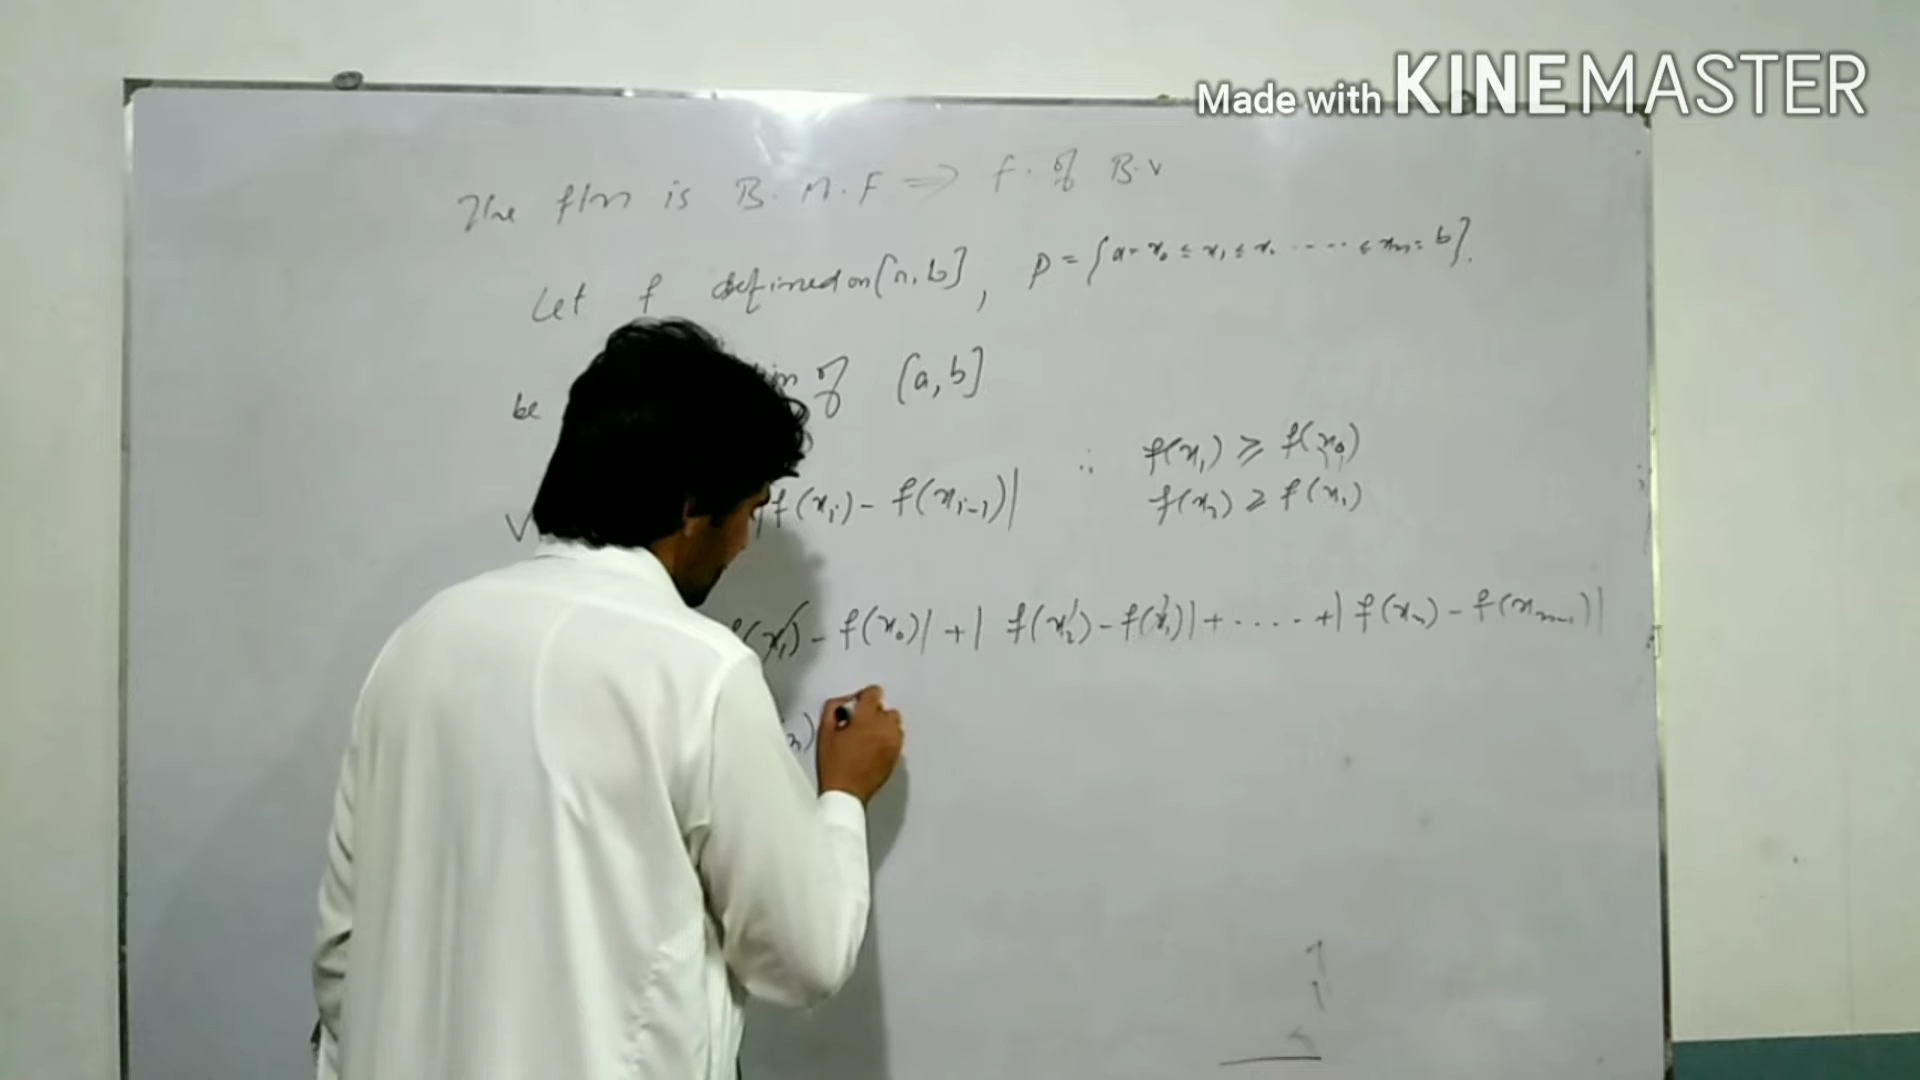 Made with KINEMASTER
The ftn is B.M.F ⇒ f. of B.V
Let f defined on [a,b], P = {a = x₀ ≤ x₁ ≤ x₂ ..... ≤ xₙ = b}.
be of [a,b]
V f(xᵢ) - f(xᵢ₋₁)| ∴ f(x₁) ≥ f(x₀)
f(x₂) ≥ f(x₁)
f(x₁) - f(x₀)| + | f(x₂) - f(x₁)| + ..... + | f(xₙ) - f(xₙ₋₁)|